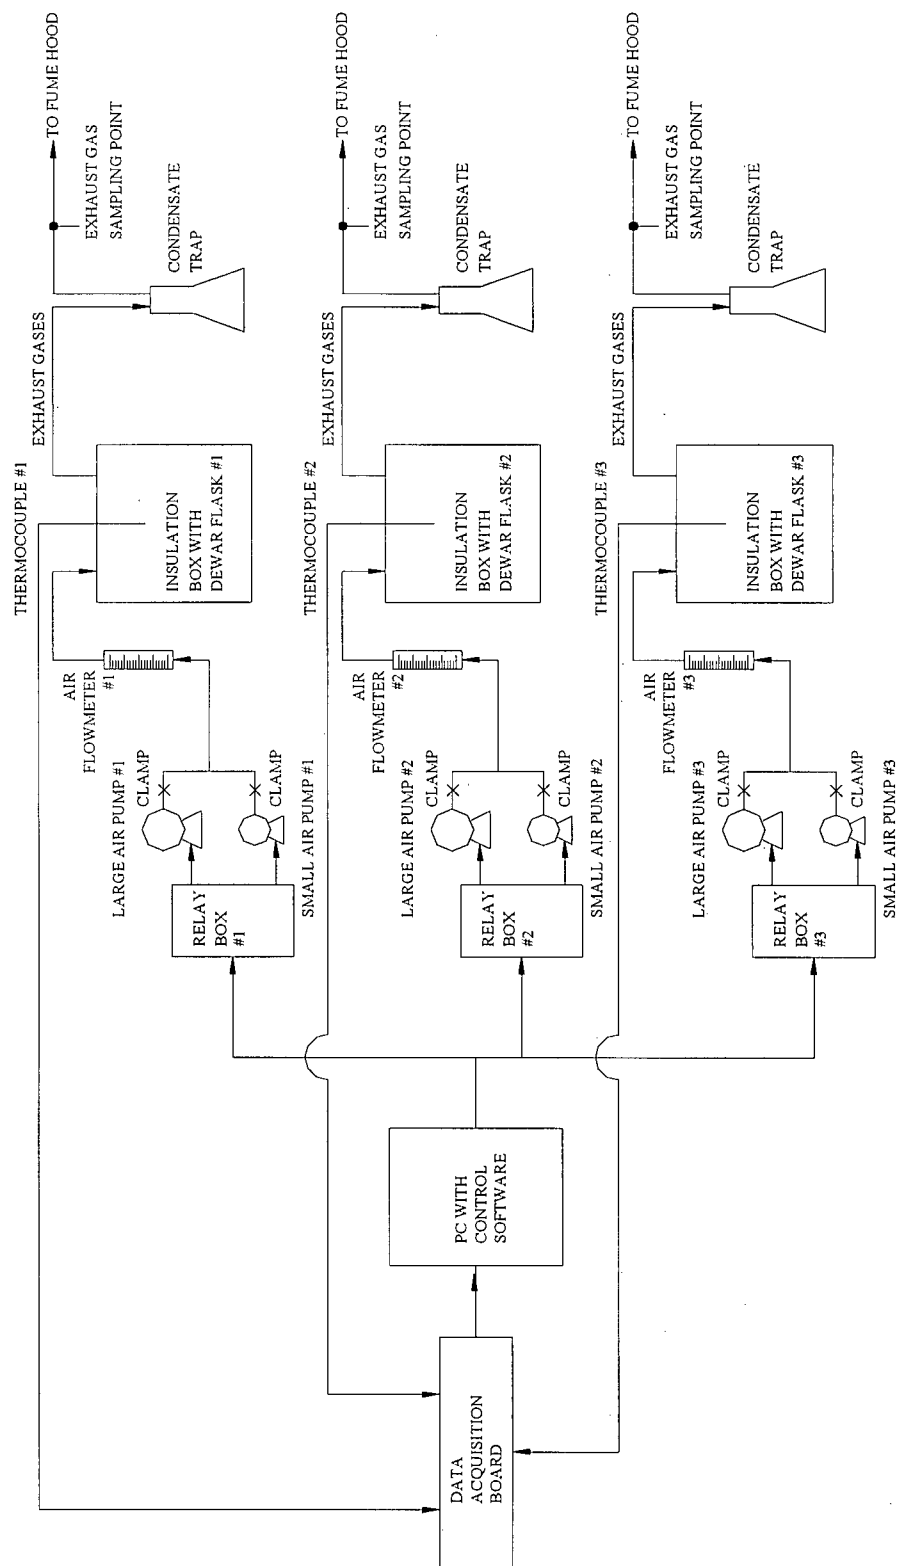 THERMOCOUPLE #1
EXHAUST GASES
TO FUME HOOD
EXHAUST GAS
SAMPLING POINT
CONDENSATE
TRAP
INSULATION
BOX WITH
DEWAR FLASK #1
AIR
FLOWMETER
#1
LARGE AIR PUMP #1
CLAMP
CLAMP
SMALL AIR PUMP #1
RELAY
BOX
#1
THERMOCOUPLE #2
EXHAUST GASES
TO FUME HOOD
EXHAUST GAS
SAMPLING POINT
CONDENSATE
TRAP
INSULATION
BOX WITH
DEWAR FLASK #2
AIR
FLOWMETER
#2
LARGE AIR PUMP #2
CLAMP
CLAMP
SMALL AIR PUMP #2
RELAY
BOX
#2
PC WITH
CONTROL
SOFTWARE
DATA
ACQUISITION
BOARD
THERMOCOUPLE #3
EXHAUST GASES
TO FUME HOOD
EXHAUST GAS
SAMPLING POINT
CONDENSATE
TRAP
INSULATION
BOX WITH
DEWAR FLASK #3
AIR
FLOWMETER
#3
LARGE AIR PUMP #3
CLAMP
CLAMP
SMALL AIR PUMP #3
RELAY
BOX
#3